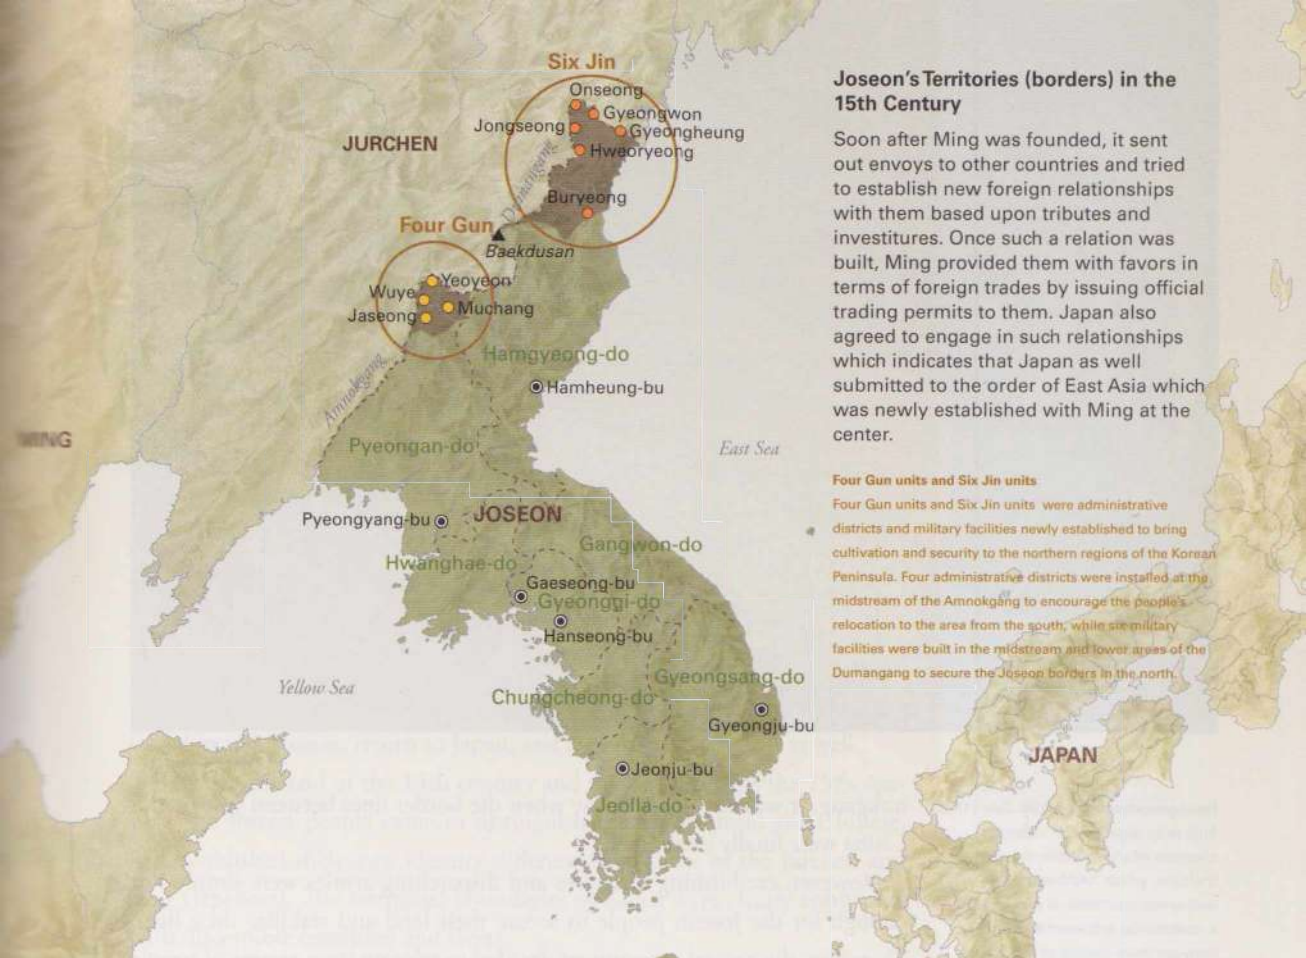 Six Jin
Onseong
Gyeongwon
Jongseong
Gyeongheung
JURCHEN
Hweoryeong
Dumangang
Buryeong
Four Gun
Baekdusan
Yeoyeon
Wuye
Muchang
Jaseong
Hamgyeong-do
Amnokgang
Hamheung-bu
MING
Pyeongan-do
East Sea
Pyeongyang-bu
JOSEON
Gangwon-do
Hwanghae-do
Gaeseong-bu
Gyeonggi-do
Hanseong-bu
Yellow Sea
Gyeongsang-do
Chungcheong-do
Gyeongju-bu
Jeonju-bu
Jeolla-do
JAPAN
Joseon's Territories (borders) in the
15th Century
Soon after Ming was founded, it sent
out envoys to other countries and tried
to establish new foreign relationships
with them based upon tributes and
investitures. Once such a relation was
built, Ming provided them with favors in
terms of foreign trades by issuing official
trading permits to them. Japan also
agreed to engage in such relationships
which indicates that Japan as well
submitted to the order of East Asia which
was newly established with Ming at the
center.
Four Gun units and Six Jin units
Four Gun units and Six Jin units were administrative
districts and military facilities newly established to bring
cultivation and security to the northern regions of the Korean
Peninsula. Four administrative districts were installed at the
midstream of the Amnokgang to encourage the people's
relocation to the area from the south, while six military
facilities were built in the midstream and lower areas of the
Dumangang to secure the Joseon borders in the north.